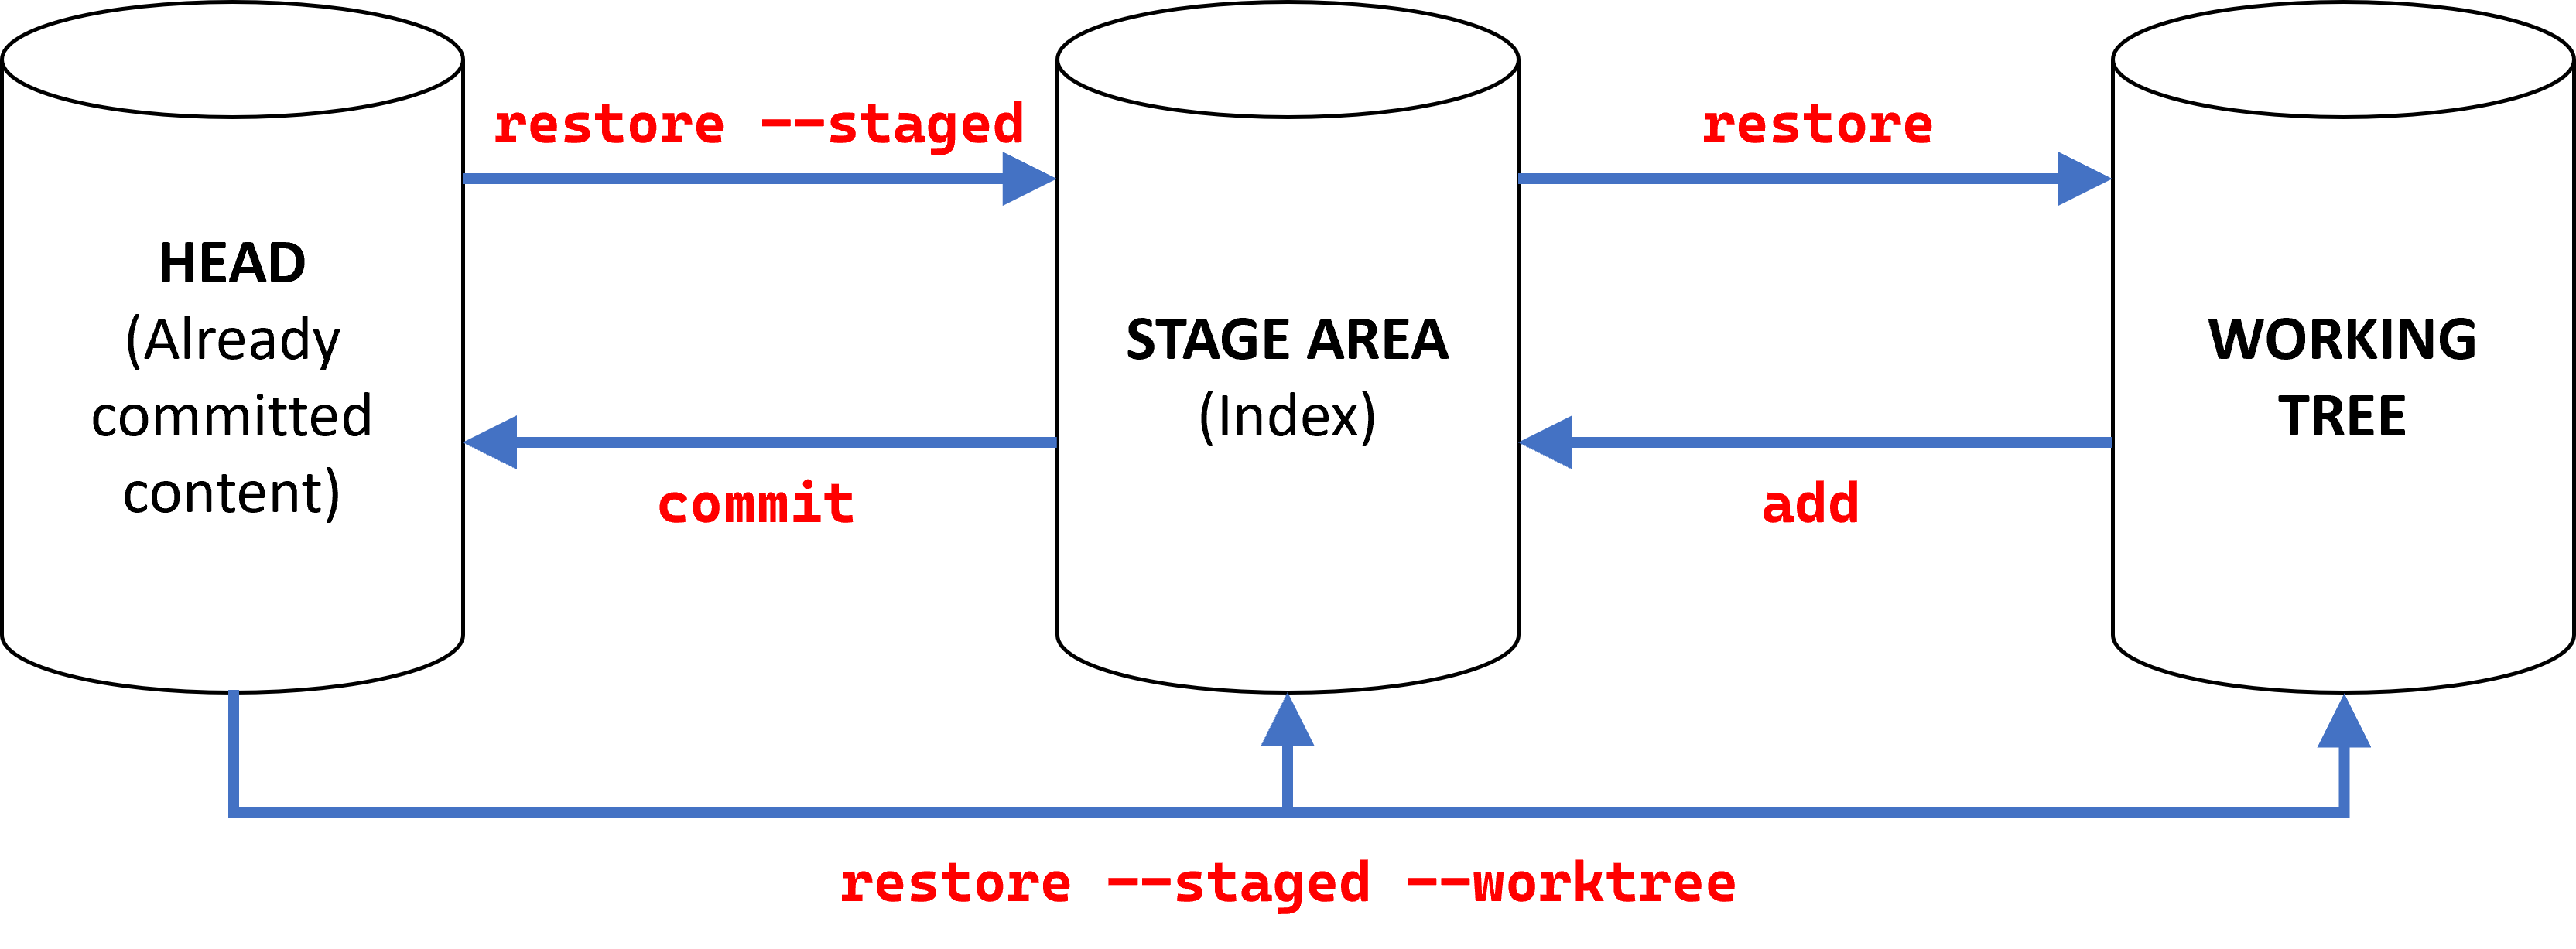 restore --staged
restore
HEAD
(Already
committed
content)
STAGE AREA
(Index)
WORKING
TREE
commit
add
restore --staged --worktree